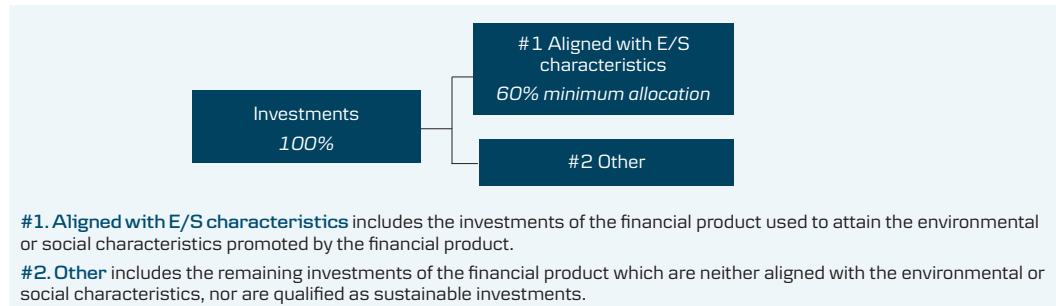 #1 Aligned with E/S
characteristics
60% minimum allocation
Investments
100%
#2 Other
#1. Aligned with E/S characteristics includes the investments of the financial product used to attain the environmental
or social characteristics promoted by the financial product.
#2. Other includes the remaining investments of the financial product which are neither aligned with the environmental or
social characteristics, nor are qualified as sustainable investments.